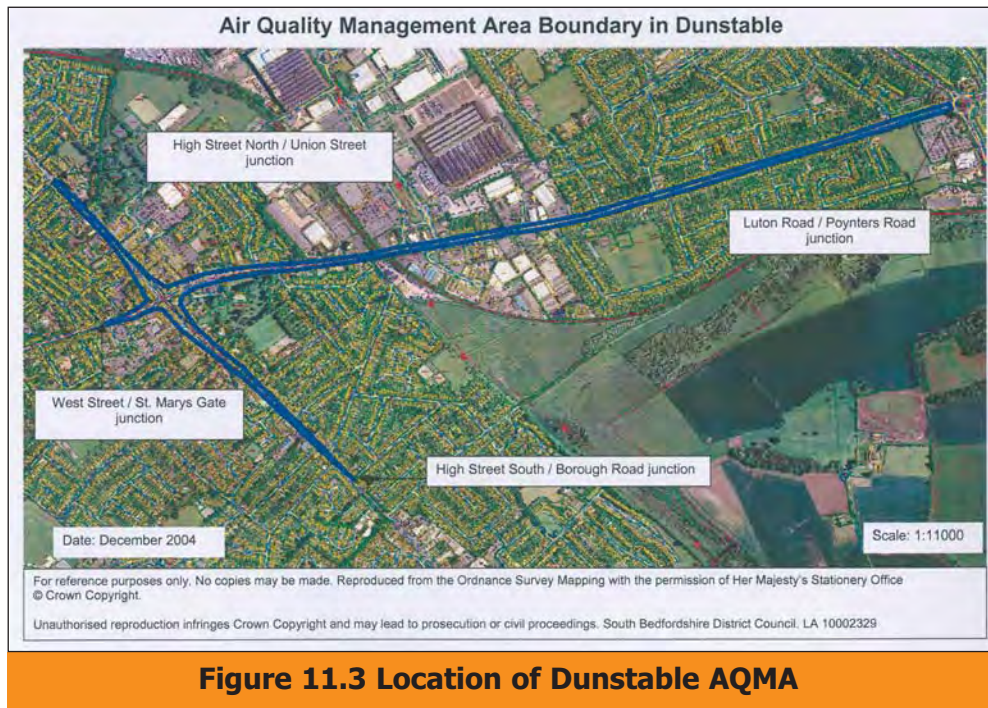 Air Quality Management Area Boundary in Dunstable
High Street North / Union Street
junction
Luton Road / Poynters Road
junction
West Street / St. Marys Gate
junction
High Street South / Borough Road junction
Date: December 2004
Scale: 1:11000
For reference purposes only. No copies may be made. Reproduced from the Ordnance Survey Mapping with the permission of Her Majesty's Stationery Office
© Crown Copyright.
Unauthorised reproduction infringes Crown Copyright and may lead to prosecution or civil proceedings. South Bedfordshire District Council. LA 10002329
Figure 11.3 Location of Dunstable AQMA